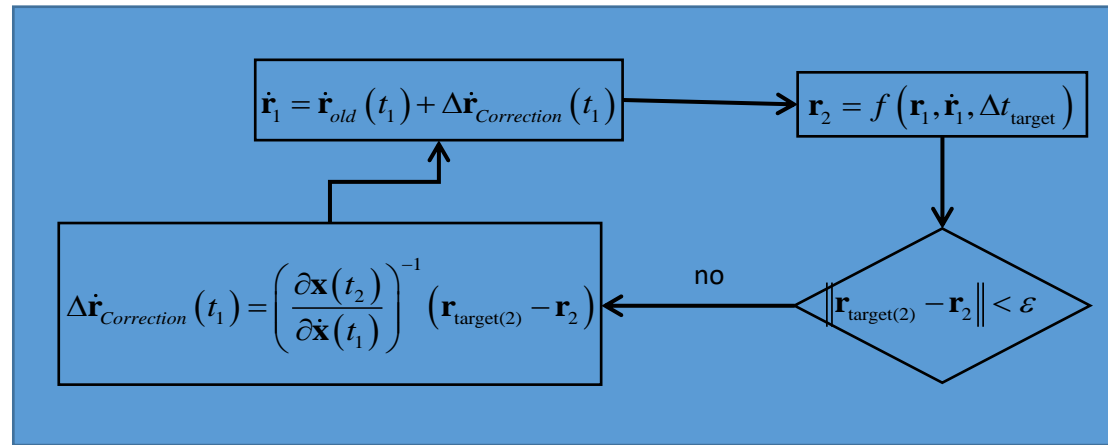 ṙ₁ = ṙ_old (t₁) + Δṙ_Correction (t₁)
r₂ = f (r₁, ṙ₁, Δt_target)
Δṙ_Correction (t₁) = (∂x(t₂) / ∂ẋ(t₁))⁻¹ (r_target(2) − r₂)
no
‖r_target(2) − r₂‖ < ε